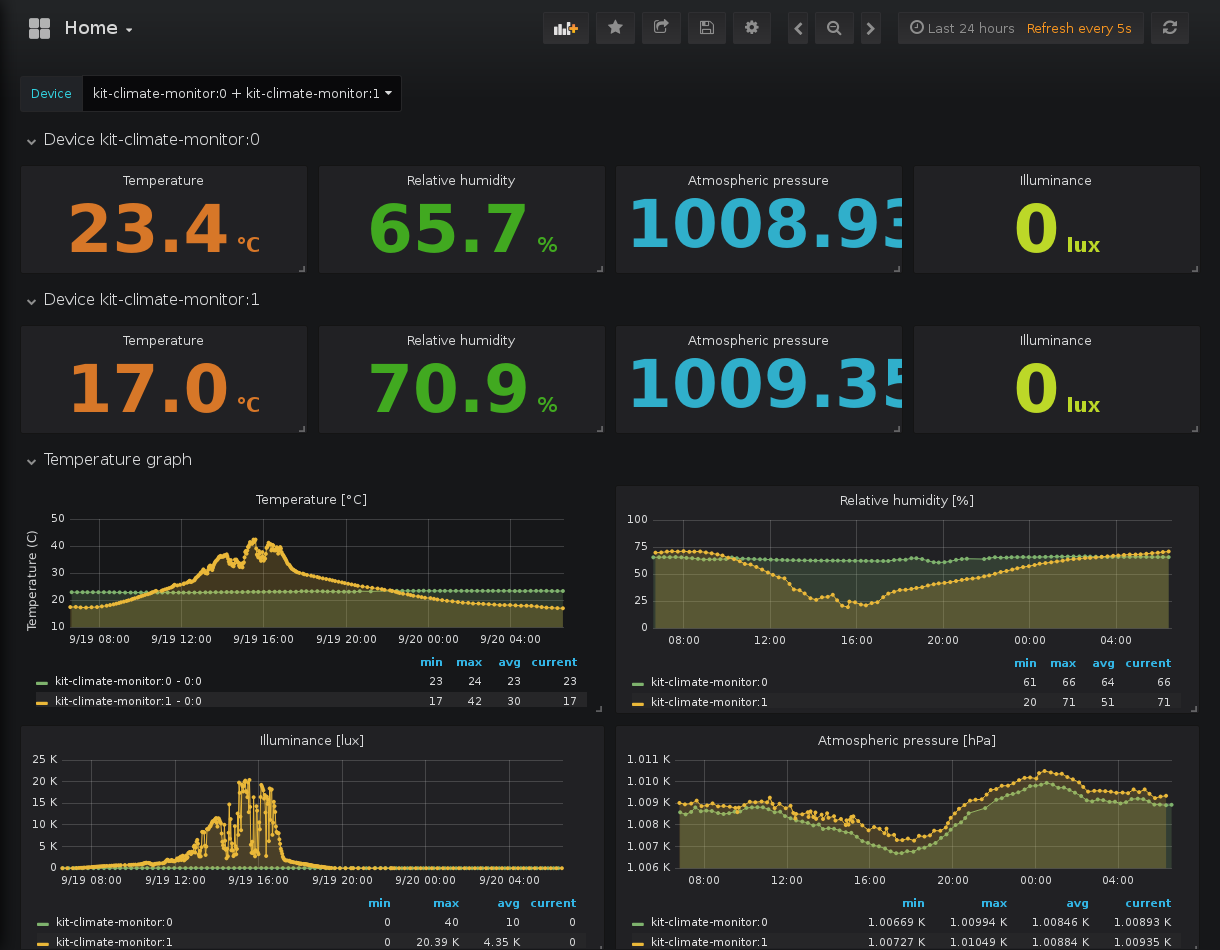 Home
Last 24 hours Refresh every 5s
Device kit-climate-monitor:0 + kit-climate-monitor:1
Device kit-climate-monitor:0
Temperature Relative humidity Atmospheric pressure Illuminance
23.4 °C 65.7 % 1008.93 0 lux
Device kit-climate-monitor:1
Temperature Relative humidity Atmospheric pressure Illuminance
17.0 °C 70.9 % 1009.35 0 lux
Temperature graph
Temperature [°C]
Temperature (C)
50
40
30
20
10
9/19 08:00 9/19 12:00 9/19 16:00 9/19 20:00 9/20 00:00 9/20 04:00
min max avg current
kit-climate-monitor:0 - 0:0 23 24 23 23
kit-climate-monitor:1 - 0:0 17 42 30 17
Relative humidity [%]
100
75
50
25
0
08:00 12:00 16:00 20:00 00:00 04:00
min max avg current
kit-climate-monitor:0 61 66 64 66
kit-climate-monitor:1 20 71 51 71
Illuminance [lux]
25 K
20 K
15 K
10 K
5 K
0
9/19 08:00 9/19 12:00 9/19 16:00 9/19 20:00 9/20 00:00 9/20 04:00
min max avg current
kit-climate-monitor:0 0 40 10 0
kit-climate-monitor:1 0 20.39 K 4.35 K 0
Atmospheric pressure [hPa]
1.011 K
1.010 K
1.009 K
1.008 K
1.007 K
1.006 K
08:00 12:00 16:00 20:00 00:00 04:00
min max avg current
kit-climate-monitor:0 1.00669 K 1.00994 K 1.00846 K 1.00893 K
kit-climate-monitor:1 1.00727 K 1.01049 K 1.00884 K 1.00935 K